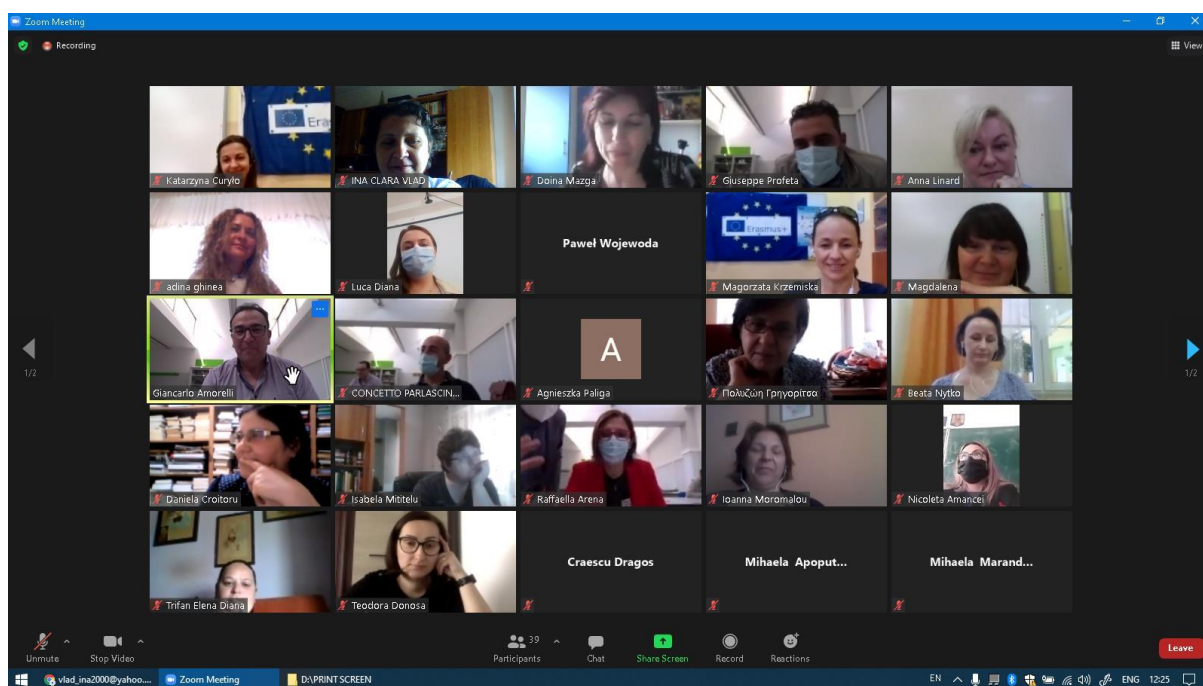 Zoom Meeting
Recording
View
Erasm
Katarzyna Curyło
INA CLARA VLAD
Doina Mazga
Giuseppe Profeta
Anna Linard
Paweł Wojewoda
Erasmus+
adina ghinea
Luca Diana
Magorzata Krzemiska
Magdalena
1/2
A
1/2
Giancarlo Amorelli
CONCETTO PARLASCIN...
Agnieszka Paliga
Πολυζώη Γρηγορίτσα
Beata Nytko
Daniela Croitoru
Isabela Mititelu
Raffaella Arena
Ioanna Moromalou
Nicoleta Amancei
Craescu Dragos
Mihaela Apoput...
Mihaela Marand...
Trifan Elena Diana
Teodora Donosa
39
Unmute
Stop Video
Participants
Chat
Share Screen
Record
Reactions
Leave
vlad_ina2000@yahoo....
Zoom Meeting
D:\PRINT SCREEN
EN
ENG
12:25